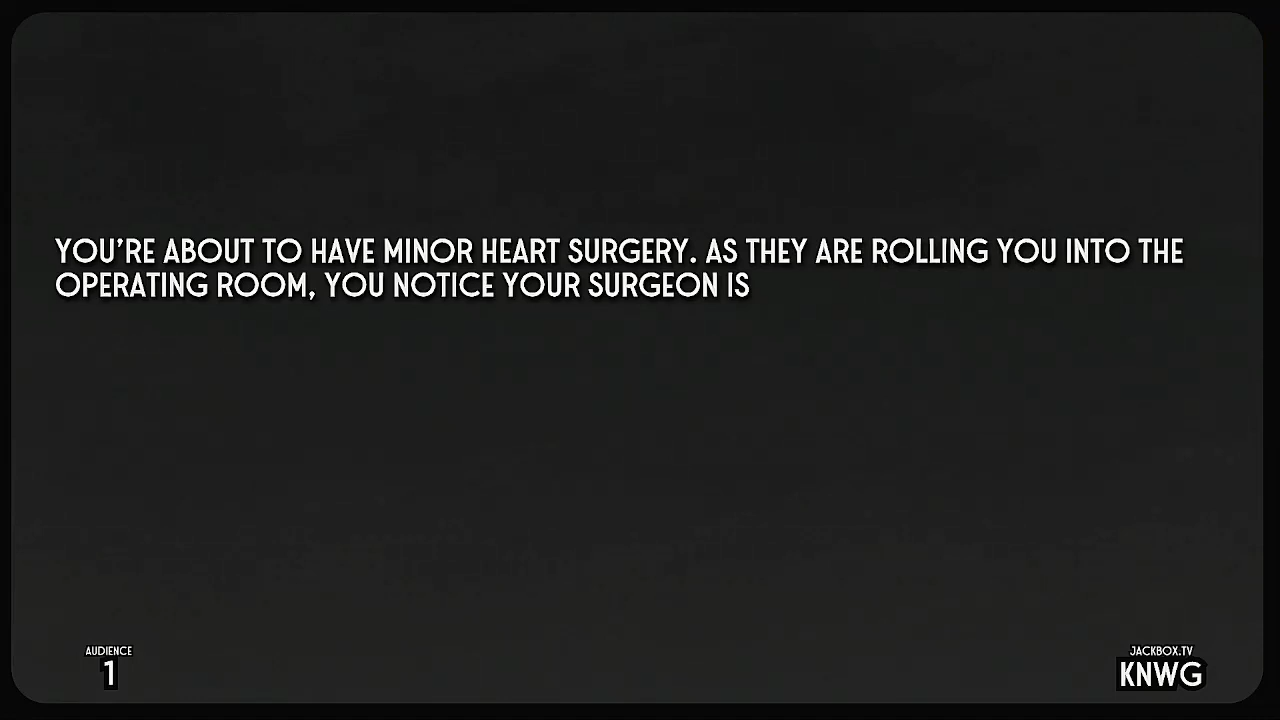 YOU'RE ABOUT TO HAVE MINOR HEART SURGERY. AS THEY ARE ROLLING YOU INTO THE
OPERATING ROOM, YOU NOTICE YOUR SURGEON IS
AUDIENCE
1
JACKBOX.TV
KNWG